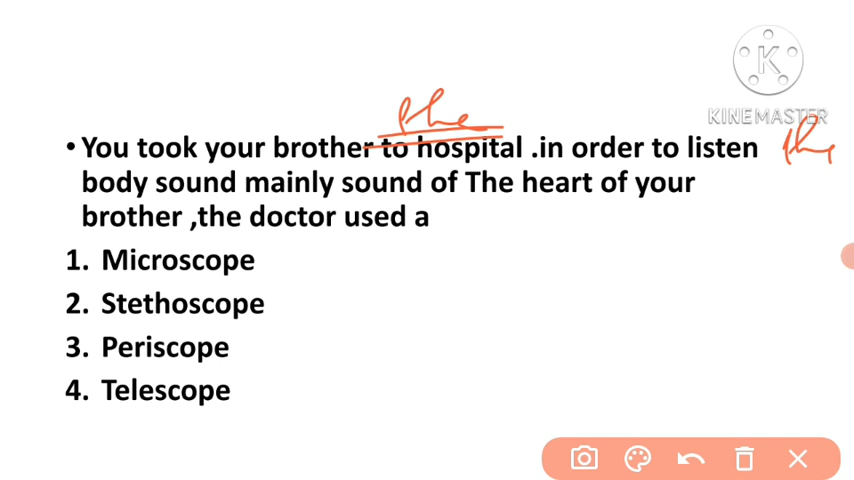 KINEMASTER
the
• You took your brother to hospital .in order to listen the
body sound mainly sound of The heart of your
brother ,the doctor used a
1. Microscope
2. Stethoscope
3. Periscope
4. Telescope